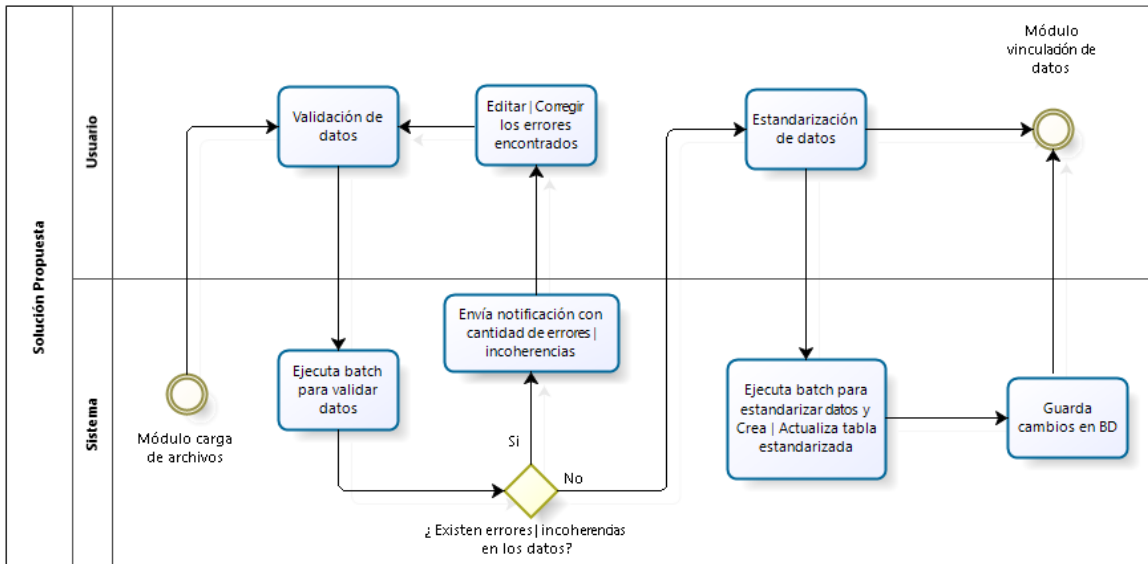 Solución Propuesta
Usuario
Sistema
Módulo
vinculación de
datos
Validación de
datos
Editar | Corregir
los errores
encontrados
Estandarización
de datos
Envía notificación con
cantidad de errores |
incoherencias
Ejecuta batch
para validar
datos
Ejecuta batch para
estandarizar datos y
Crea | Actualiza tabla
estandarizada
Guarda
cambios en BD
Módulo carga
de archivos
Si
No
¿ Existen errores | incoherencias
en los datos?